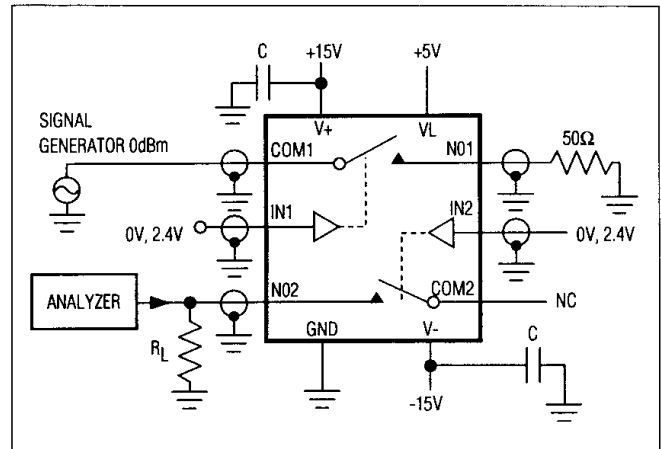 C
+15V
+5V
SIGNAL
GENERATOR 0dBm
V+
VL
COM1
N01
50Ω
IN1
IN2
0V, 2.4V
0V, 2.4V
ANALYZER
N02
COM2
NC
RL
GND
V-
C
-15V